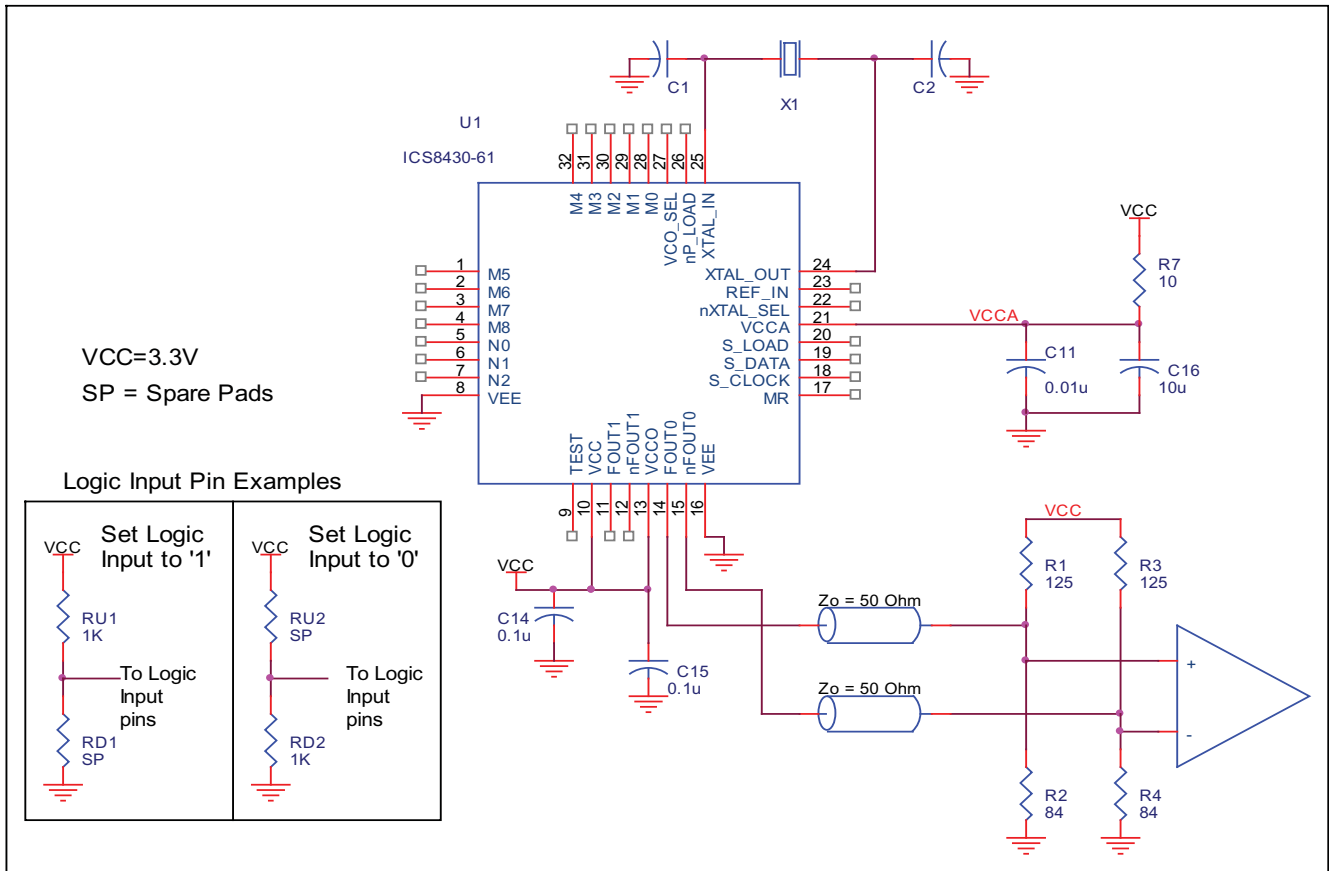 C1
X1
C2
U1
ICS8430-61
32
31
30
29
28
27
26
25
M4
M3
M2
M1
M0
VCO_SEL
nP_LOAD
XTAL_IN
1 M5
2 M6
3 M7
4 M8
5 N0
6 N1
7 N2
8 VEE
XTAL_OUT 24
REF_IN 23
nXTAL_SEL 22
VCCA 21
S_LOAD 20
S_DATA 19
S_CLOCK 18
MR 17
TEST
VCC
FOUT1
nFOUT1
VCCO
FOUT0
nFOUT0
VEE
9
10
11
12
13
14
15
16
VCC
R7
10
VCCA
C11
0.01u
C16
10u
VCC=3.3V
SP = Spare Pads
Logic Input Pin Examples
Set Logic
Input to '1'
VCC
RU1
1K
To Logic
Input
pins
RD1
SP
Set Logic
Input to '0'
VCC
RU2
SP
To Logic
Input
pins
RD2
1K
VCC
C14
0.1u
C15
0.1u
Zo = 50 Ohm
Zo = 50 Ohm
VCC
R1
125
R3
125
+
-
R2
84
R4
84